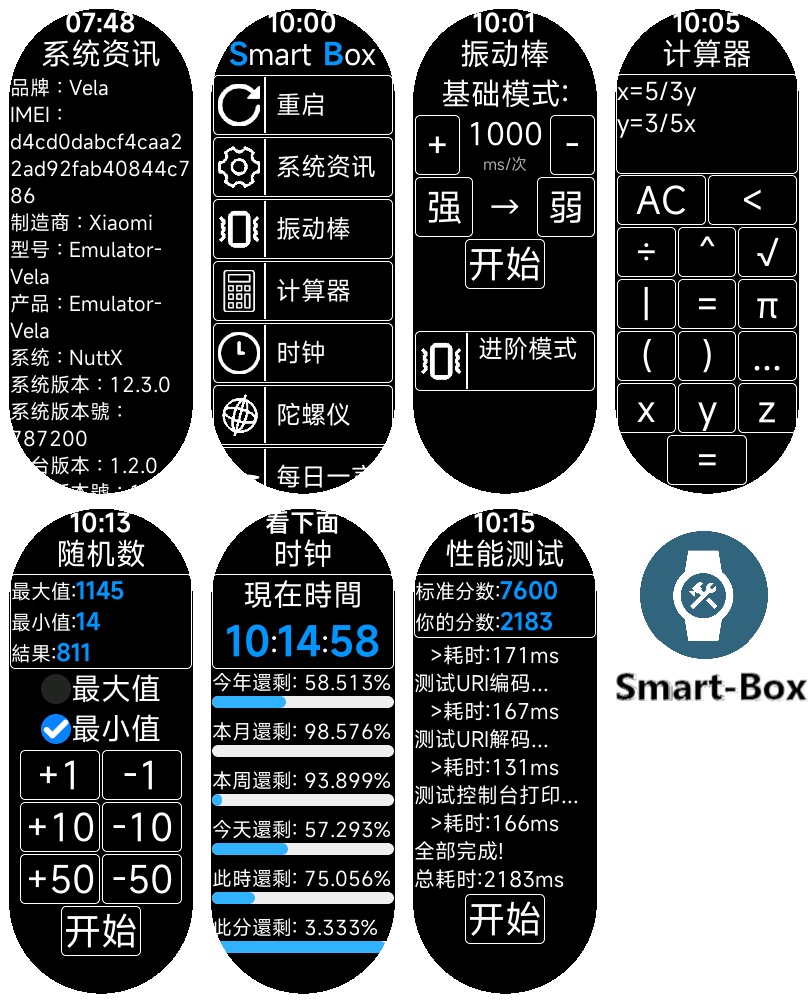 07:48
系统资讯
品牌：Vela
IMEI：
d4cd0dabcf4caa2
2ad92fab40844c7
86
制造商：Xiaomi
型号：Emulator-
Vela
产品：Emulator-
Vela
系统：NuttX
系统版本：12.3.0
系统版本號：
787200
台版本：1.2.0
10:00
Smart Box
重启
系统资讯
振动棒
计算器
时钟
陀螺仪
每日一言
10:01
振动棒
基础模式:
+ 1000 -
ms/次
强 → 弱
开始
进阶模式
10:05
计算器
x=5/3y
y=3/5x
AC <
÷ ^ √
| = π
( ) ...
x y z
=
10:13
随机数
最大值:1145
最小值:14
結果:811
最大值
最小值
+1 -1
+10 -10
+50 -50
开始
看下面
时钟
現在時間
10:14:58
今年還剩: 58.513%
本月還剩: 98.576%
本周還剩: 93.899%
今天還剩: 57.293%
此時還剩: 75.056%
此分還剩: 3.333%
10:15
性能测试
标准分数:7600
你的分数:2183
>耗时:171ms
测试URI编码...
>耗时:167ms
测试URI解码...
>耗时:131ms
测试控制台打印...
>耗时:166ms
全部完成!
总耗时:2183ms
开始
Smart-Box